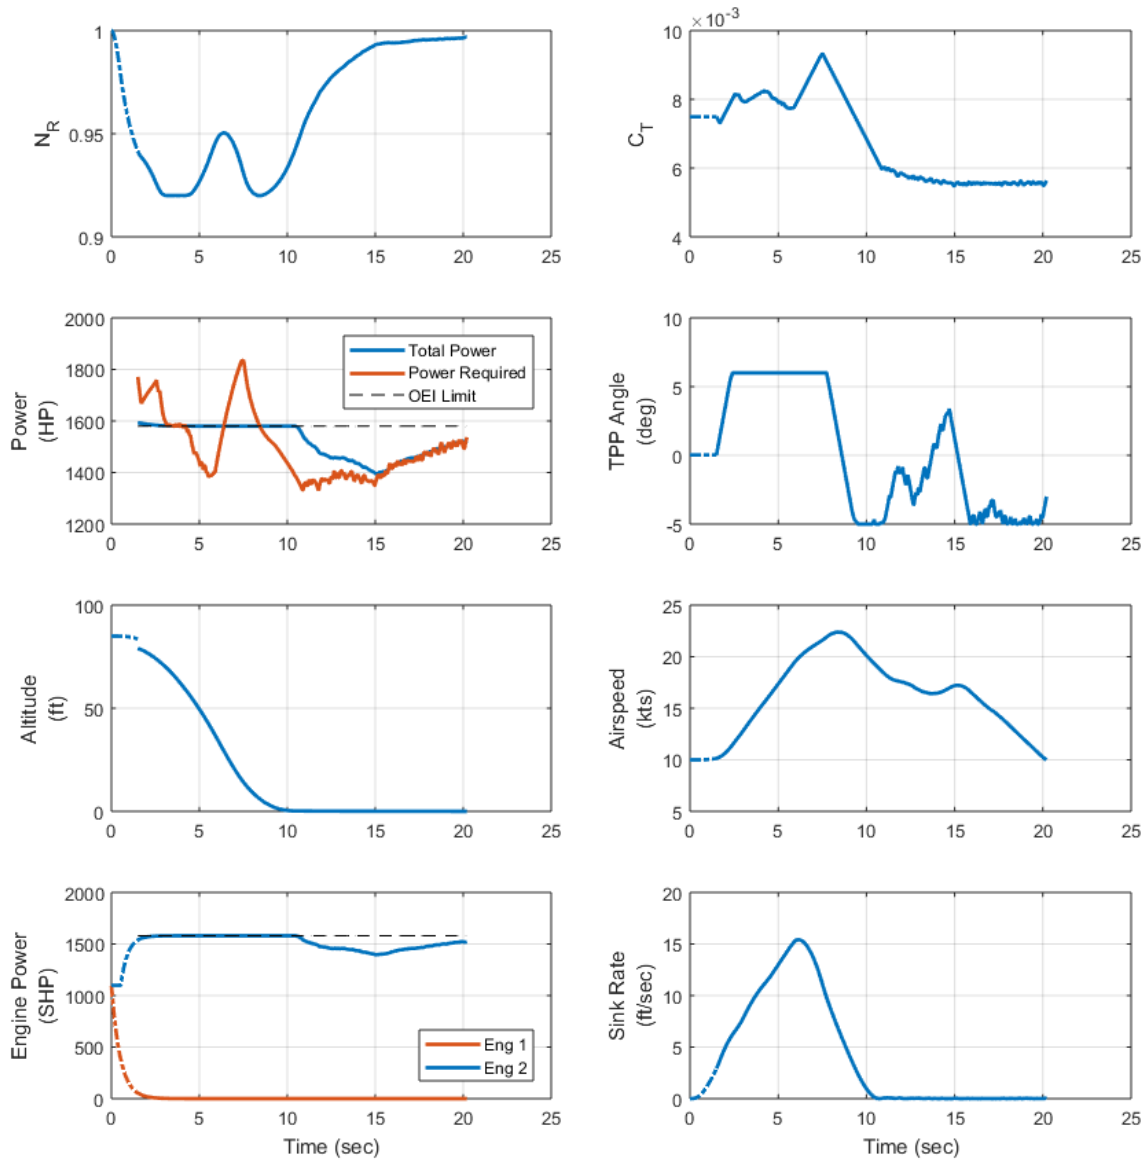 1
0.95
0.9
N_R
0 5 10 15 20 25
×10^-3
10
8
6
4
C_T
0 5 10 15 20 25
2000
1800
1600
1400
1200
Power
(HP)
Total Power
Power Required
OEI Limit
0 5 10 15 20 25
10
5
0
-5
TPP Angle
(deg)
0 5 10 15 20 25
100
50
0
Altitude
(ft)
0 5 10 15 20 25
25
20
15
10
5
Airspeed
(kts)
0 5 10 15 20 25
2000
1500
1000
500
0
Engine Power
(SHP)
Eng 1
Eng 2
0 5 10 15 20 25
Time (sec)
20
15
10
5
0
Sink Rate
(ft/sec)
0 5 10 15 20 25
Time (sec)